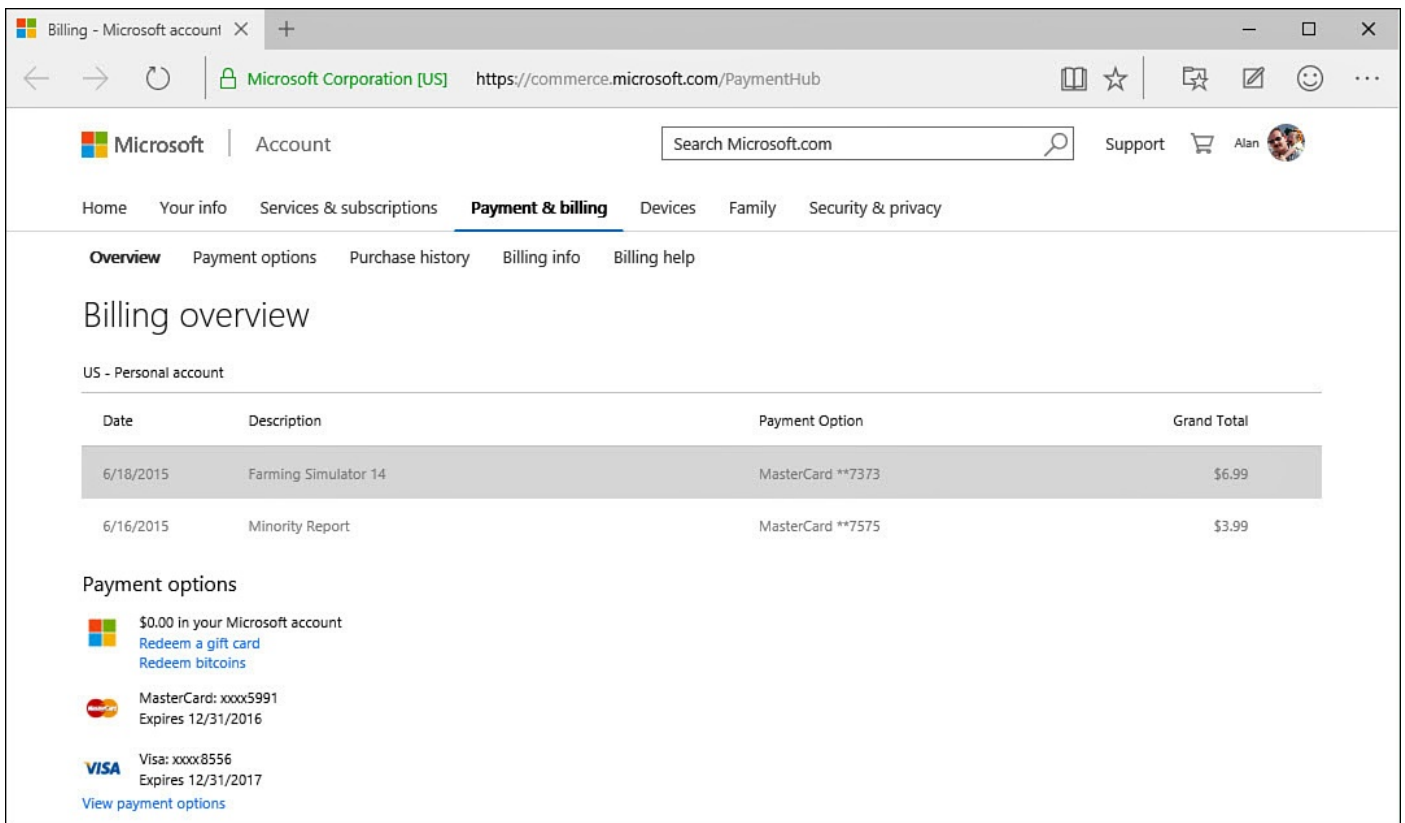 Billing - Microsoft account
Microsoft Corporation [US] https://commerce.microsoft.com/PaymentHub
Microsoft Account Search Microsoft.com Support Alan
Home Your info Services & subscriptions Payment & billing Devices Family Security & privacy
Overview Payment options Purchase history Billing info Billing help
Billing overview
US - Personal account
Date Description Payment Option Grand Total
6/18/2015 Farming Simulator 14 MasterCard **7373 $6.99
6/16/2015 Minority Report MasterCard **7575 $3.99
Payment options
$0.00 in your Microsoft account
Redeem a gift card
Redeem bitcoins
MasterCard: xxxx5991
MasterCard
Expires 12/31/2016
Visa: xxxx8556
VISA
Expires 12/31/2017
View payment options